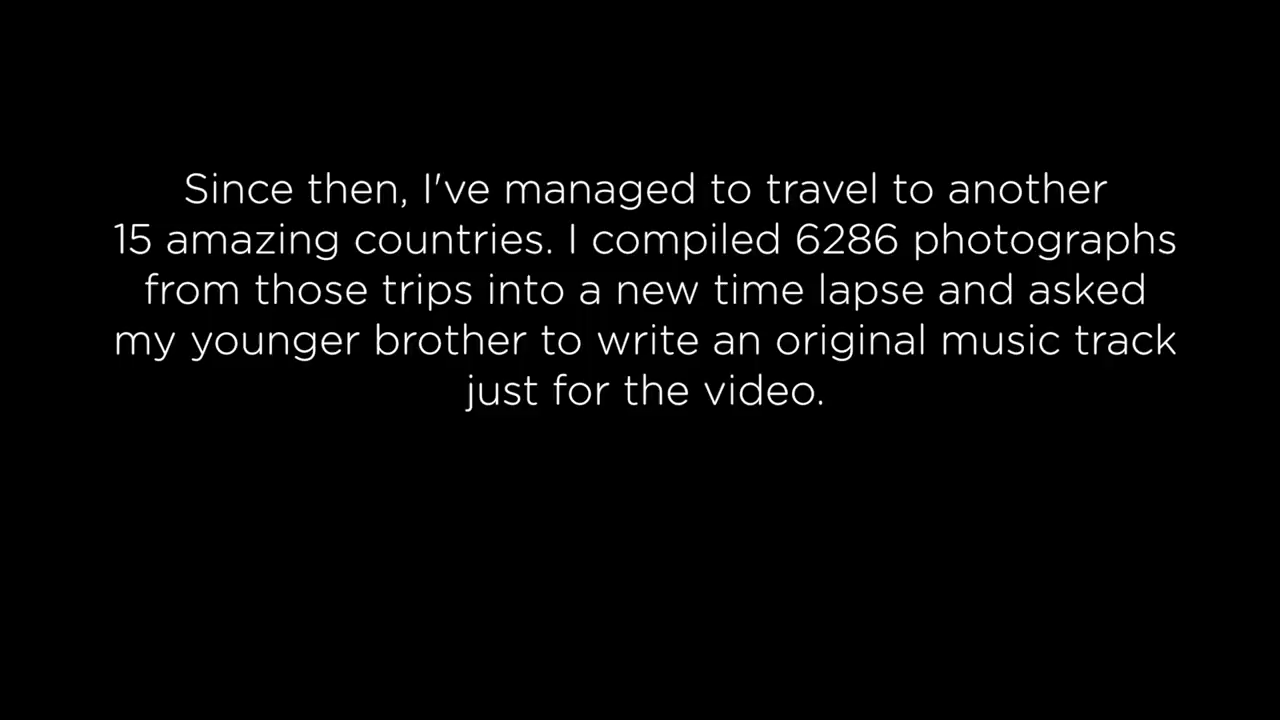 Since then, I've managed to travel to another
15 amazing countries. I compiled 6286 photographs
from those trips into a new time lapse and asked
my younger brother to write an original music track
just for the video.